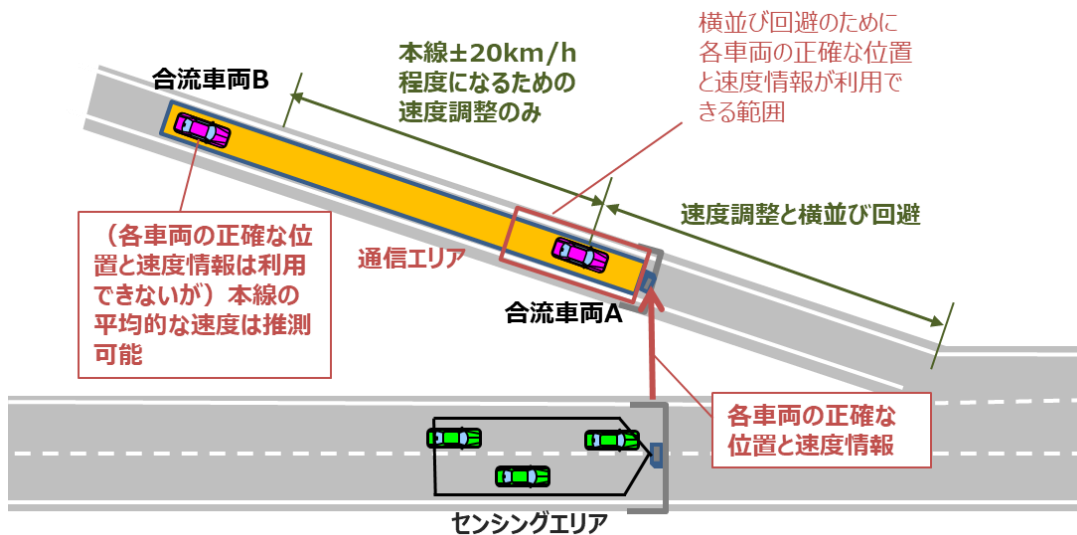 本線±20km/h
程度になるための
速度調整のみ
横並び回避のために
各車両の正確な位置
と速度情報が利用で
きる範囲
合流車両B
速度調整と横並び回避
（各車両の正確な位
置と速度情報は利用
できないが）本線の
平均的な速度は推測
可能
通信エリア
合流車両A
各車両の正確な
位置と速度情報
センシングエリア